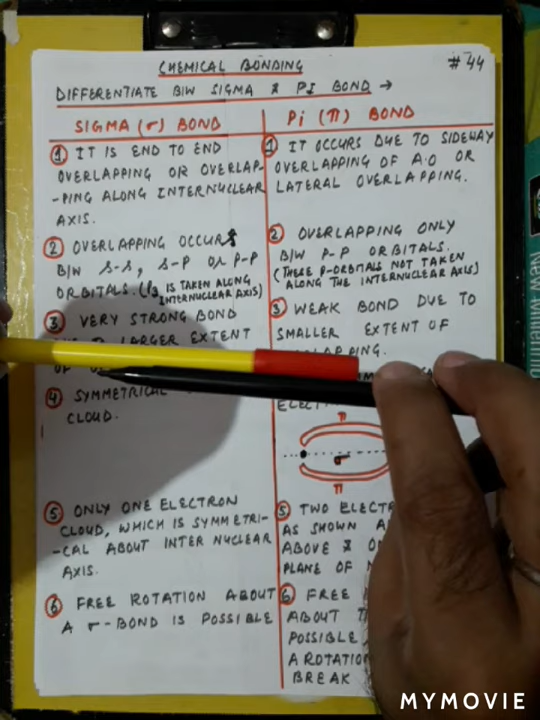 CHEMICAL BONDING
#44
DIFFERENTIATE B/W SIGMA & PI BOND →
SIGMA (σ) BOND
① IT IS END TO END
OVERLAPPING OR OVERLAP-
-PING ALONG INTERNUCLEAR
AXIS.
② OVERLAPPING OCCURS
B/W s-s, s-P or P-P
ORBITALS. (P3 IS TAKEN ALONG
INTERNUCLEAR AXIS)
③ VERY STRONG BOND
LARGER EXTENT
OF
④ SYMMETRICAL
CLOUD.
⑤ ONLY ONE ELECTRON
CLOUD, WHICH IS SYMMETRI-
-CAL ABOUT INTER NUCLEAR
AXIS.
⑥ FREE ROTATION ABOUT
A σ-BOND IS POSSIBLE
Pi (π) BOND
① IT OCCURS DUE TO SIDEWAY
OVERLAPPING OF A.O OR
LATERAL OVERLAPPING.
② OVERLAPPING ONLY
B/W P-P ORBITALS.
(THESE P-ORBITALS NOT TAKEN
ALONG THE INTERNUCLEAR AXIS)
③ WEAK BOND DUE TO
SMALLER EXTENT OF
OVERLAPPING.
π
σ
π
⑤ TWO
AS SHOWN
ABOVE &
PLANE OF
⑥ FREE
ABOUT
POSSIBLE
A ROTATION
BREAK
New Millennium
MYMOVIE